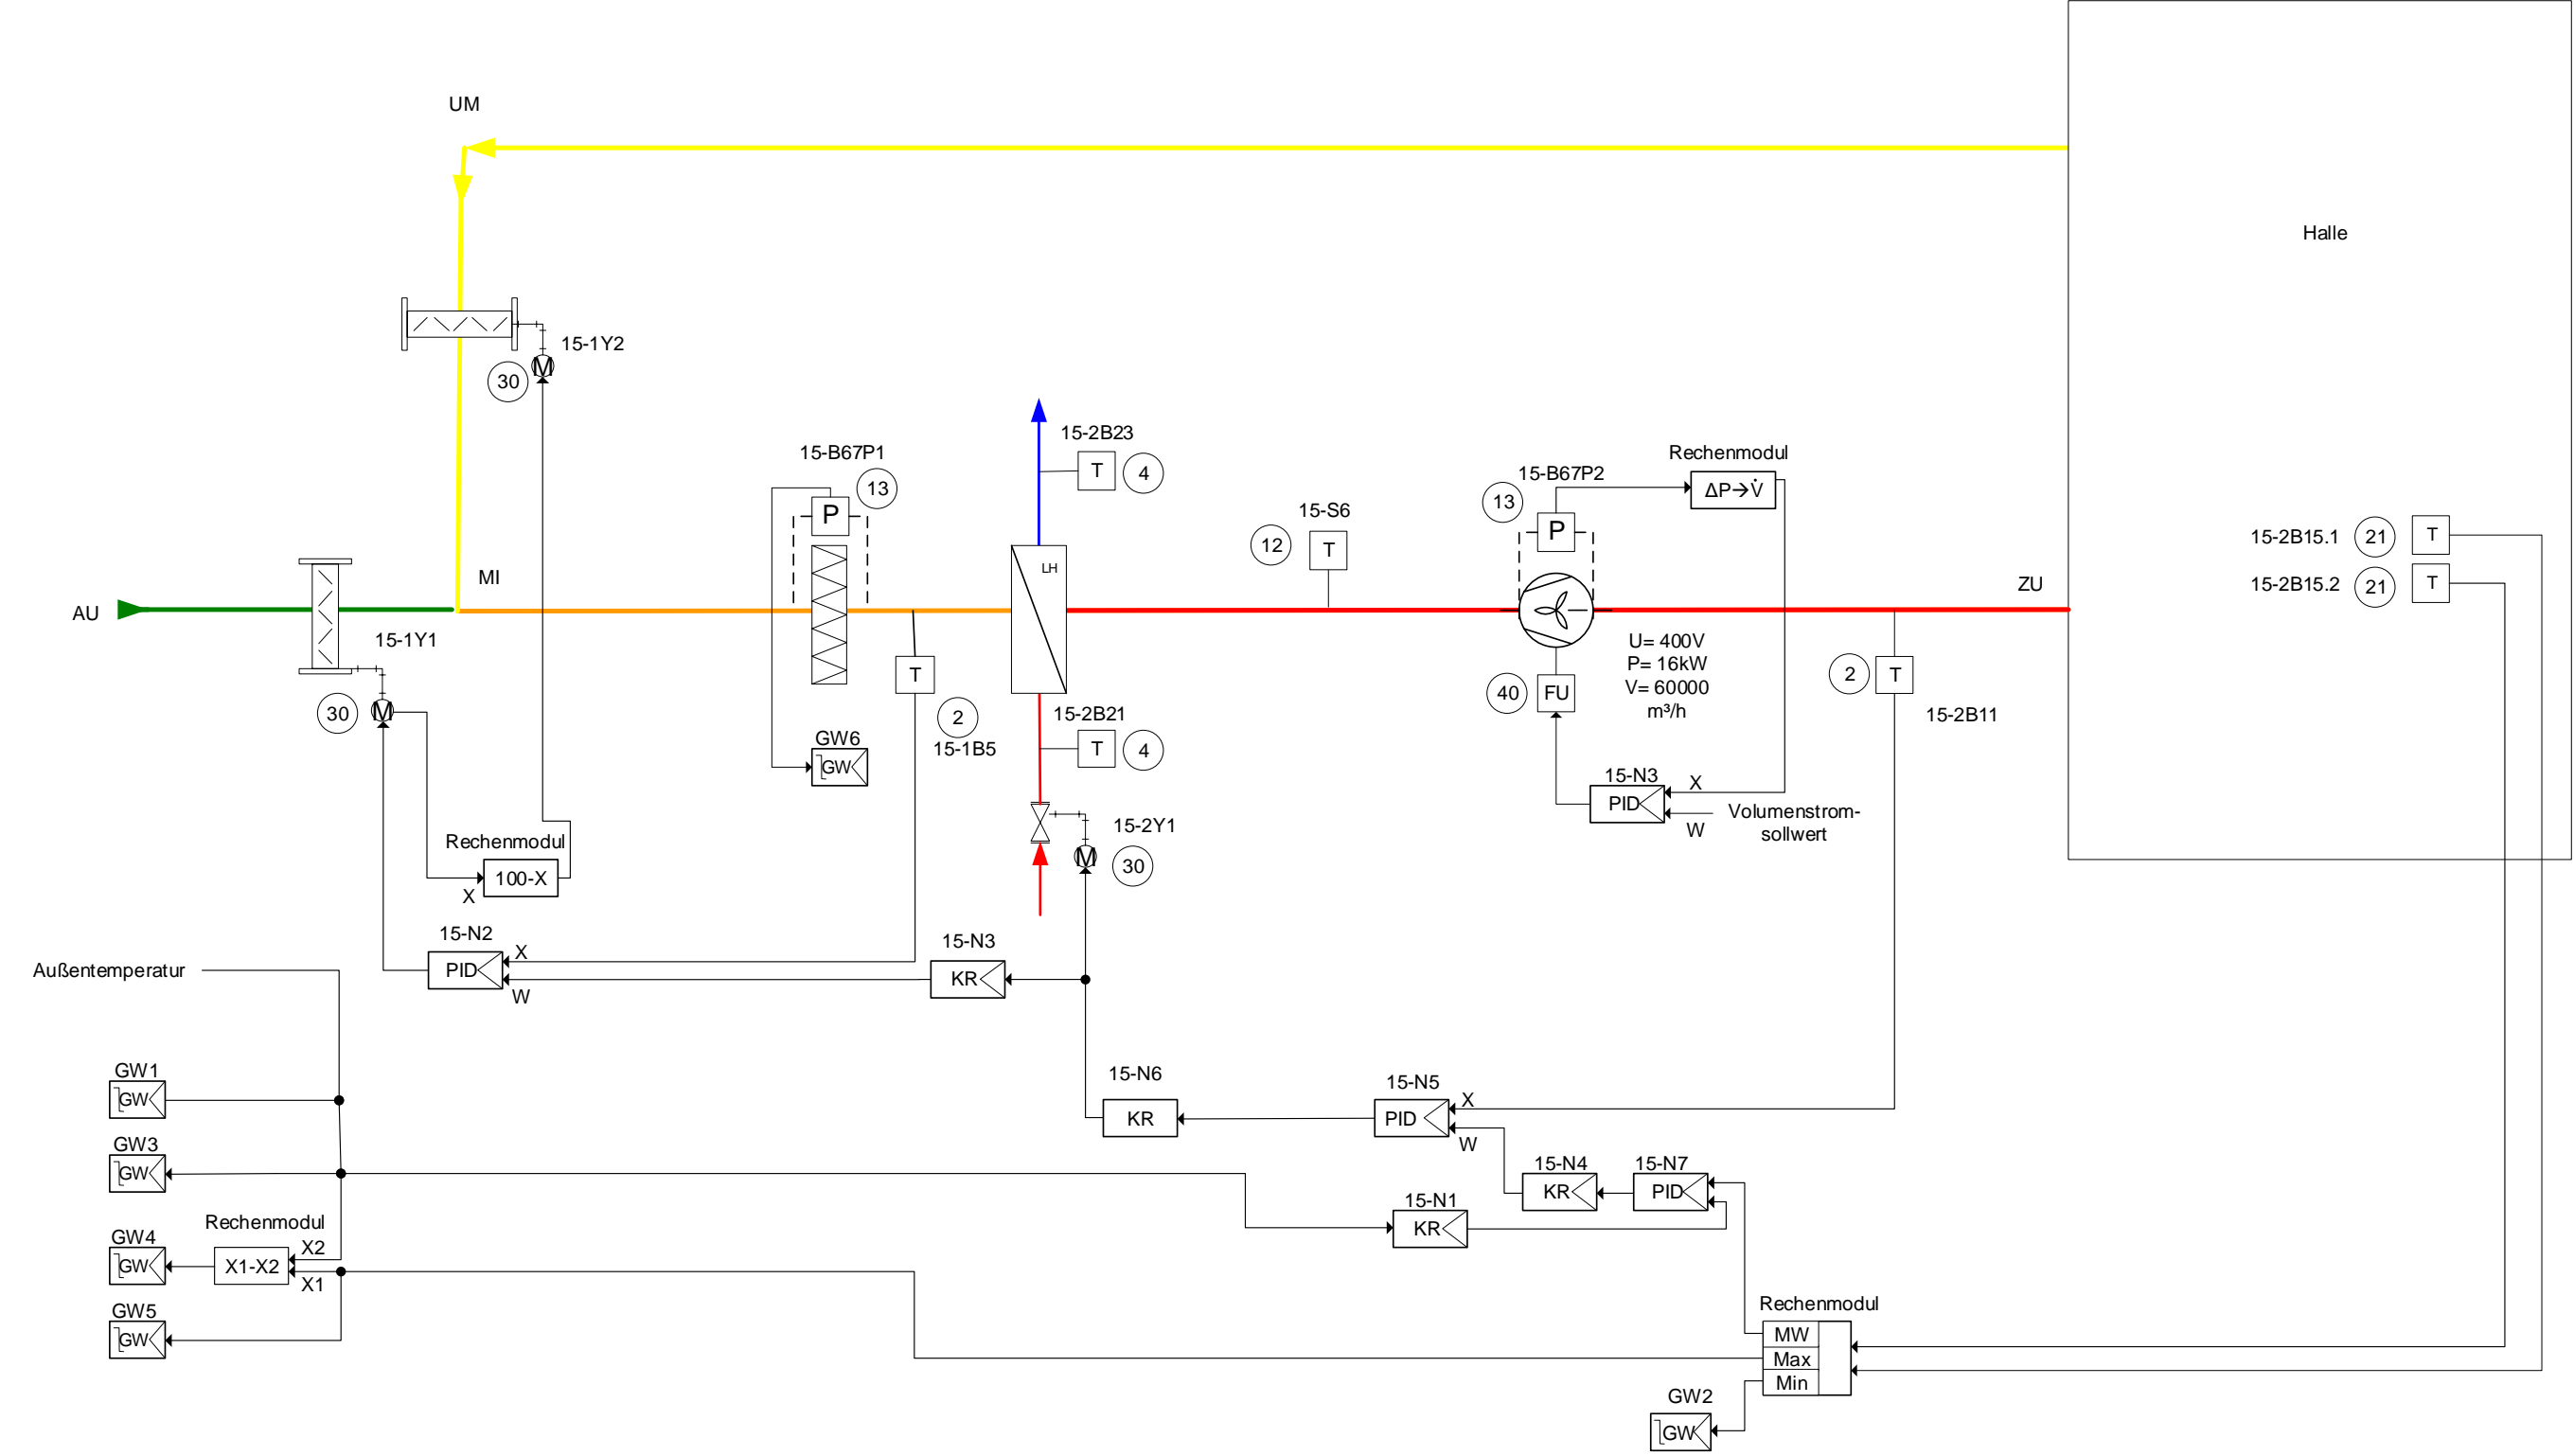 UM
Halle
15-1Y2
M
30
15-2B23
T
4
15-B67P1
13
P
Rechenmodul
ΔP→V̇
15-B67P2
13
P
15-S6
12
T
15-2B15.1
21
T
15-2B15.2
21
T
LH
MI
AU
ZU
15-1Y1
30
M
U= 400V
P= 16kW
V= 60000
m³/h
40
FU
2
T
15-2B11
T
2
15-1B5
15-2B21
T
4
GW6
GW
15-N3
PID
X
W
Volumenstrom-
sollwert
15-2Y1
M
30
Rechenmodul
100-X
X
15-N2
PID
X
W
15-N3
KR
Außentemperatur
GW1
GW
15-N6
KR
15-N5
PID
X
W
GW3
GW
15-N4
KR
15-N7
PID
15-N1
KR
Rechenmodul
GW4
GW
X1-X2
X2
X1
GW5
GW
Rechenmodul
MW
Max
Min
GW2
GW